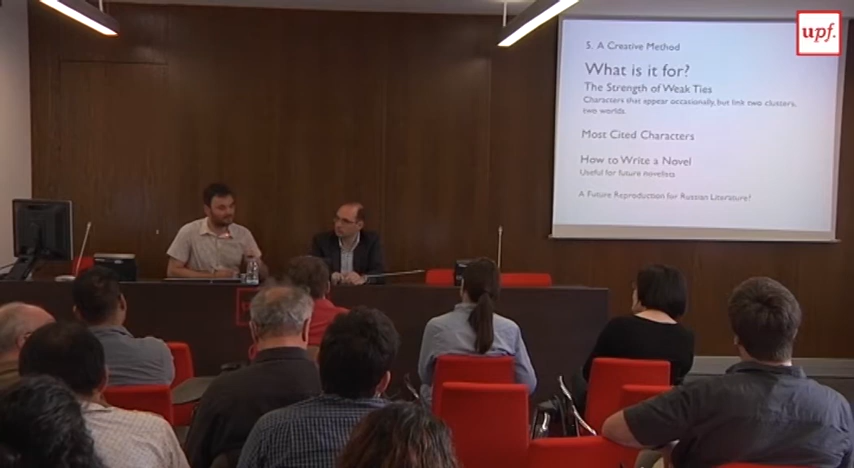 5. A Creative Method
What is it for?
The Strength of Weak Ties
Characters that appear occasionally, but link two clusters,
two worlds.
Most Cited Characters
How to Write a Novel
Useful for future novelists
A Future Reproduction for Russian Literature?
upf.